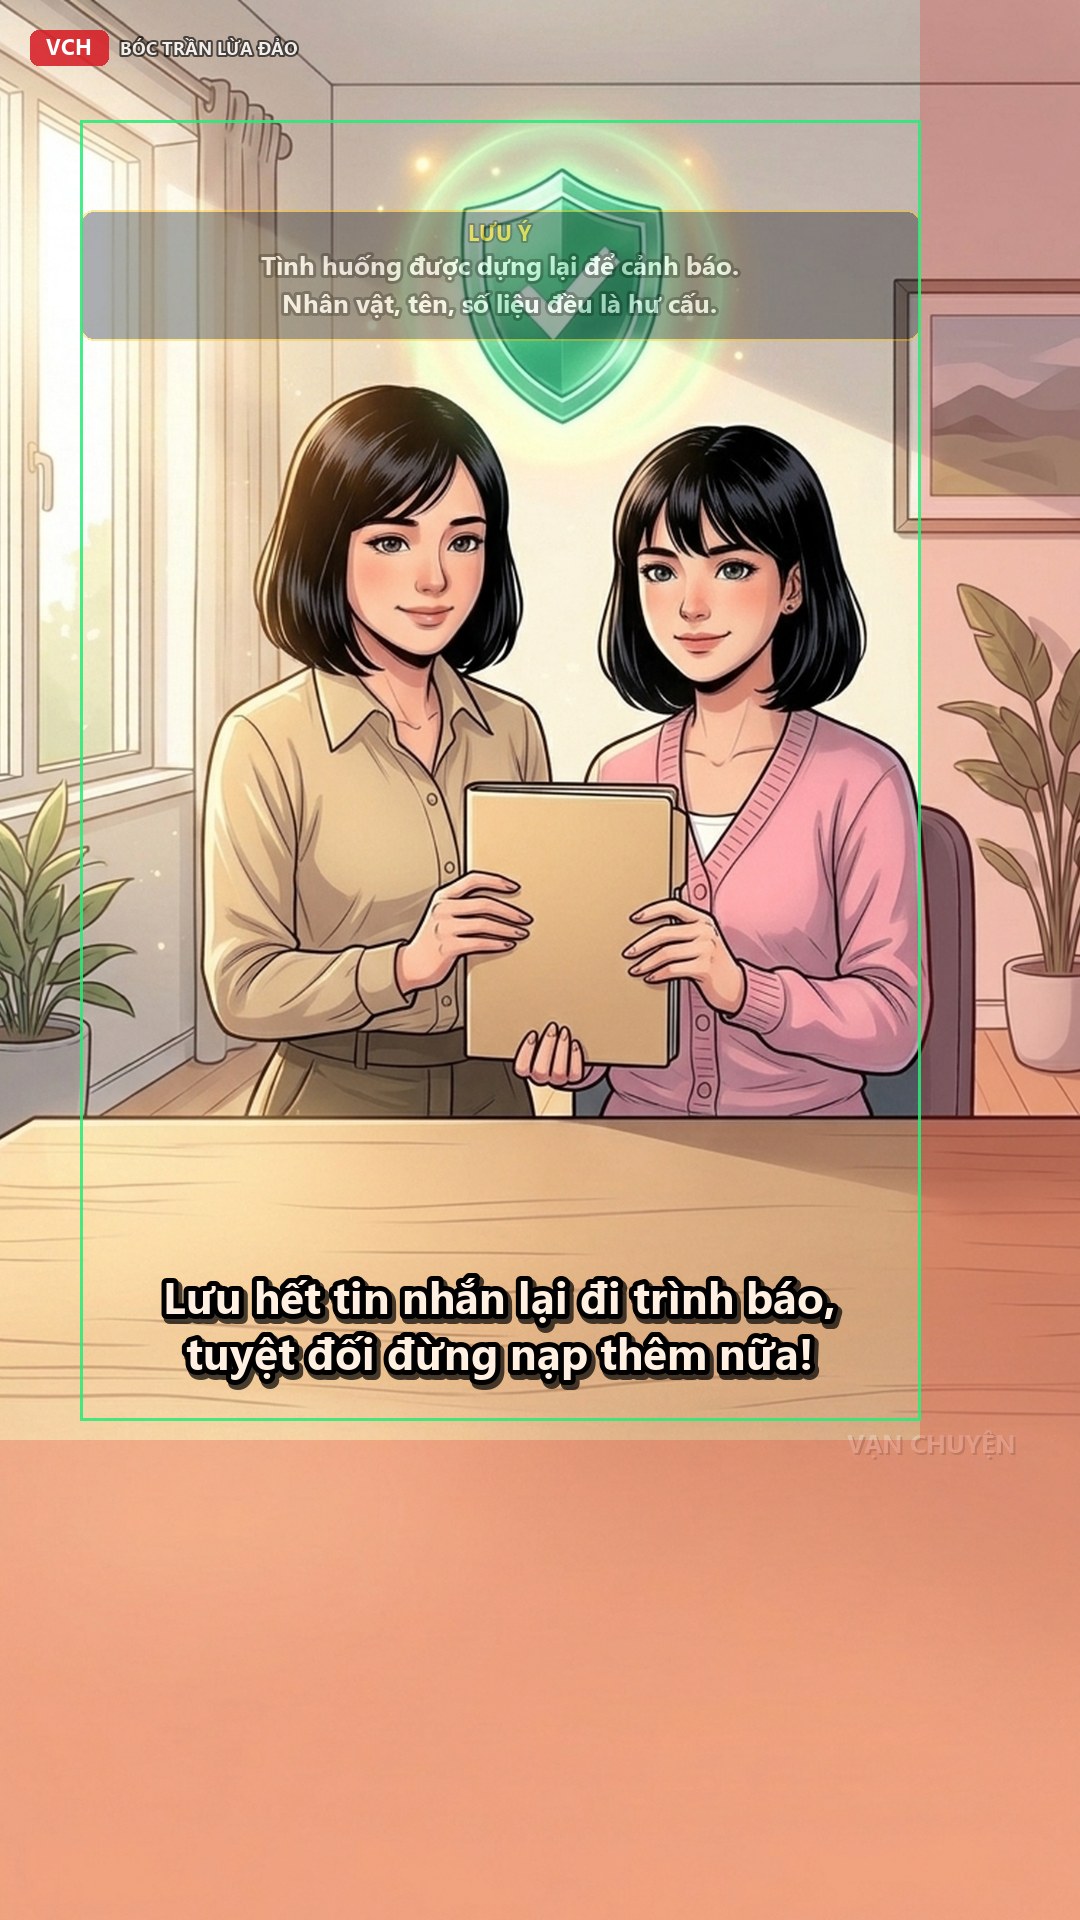 VCH BÓC TRẦN LỪA ĐẢO
LƯU Ý
Tình huống được dựng lại để cảnh báo.
Nhân vật, tên, số liệu đều là hư cấu.
Lưu hết tin nhắn lại đi trình báo,
tuyệt đối đừng nạp thêm nữa!
VẠN CHUYỆN